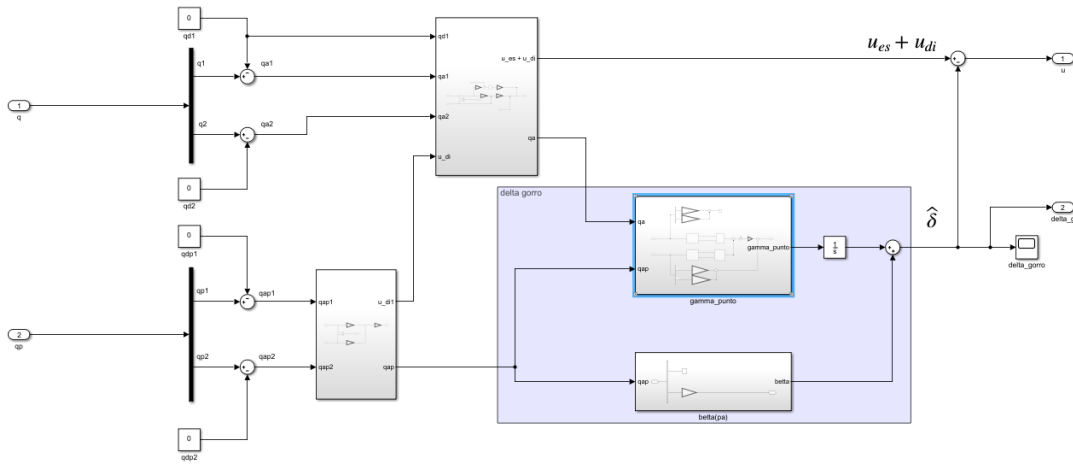 0
qd1
q1
qa1
1
q
q2
qa2
0
qd2
qd1
qa1
qa2
u_di
u_es + u_di
qa
u_es + u_di
1
u
delta gorro
qa
qap
gamma_punto
gamma_punto
1
s
δ̂
2
delta_g
delta_gorro
0
qdp1
qp1
qap1
2
qp
qp2
qap2
0
qdp2
qap1
qap2
u_di1
qap
qap
betta
betta(pa)